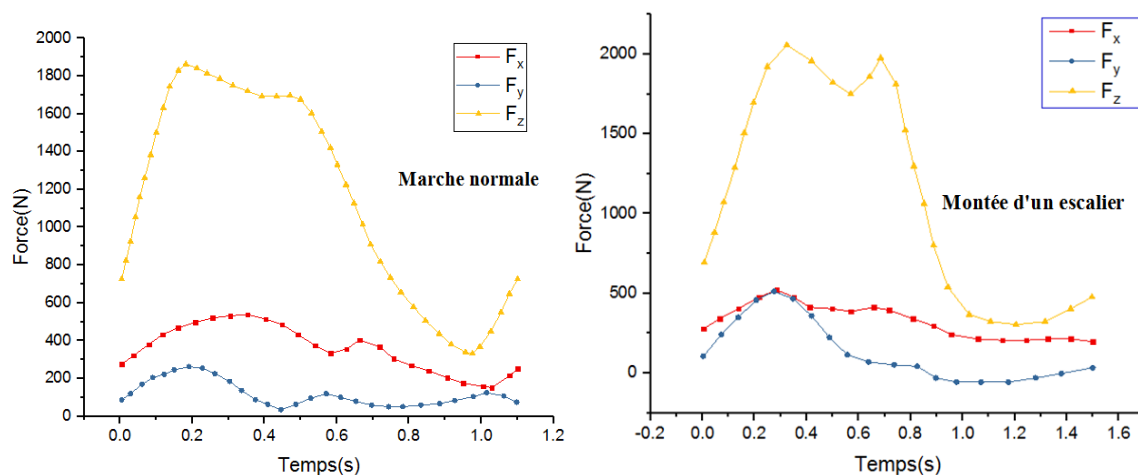 2000
1800
1600
1400
1200
1000
800
600
400
200
0
Force(N)
0.0 0.2 0.4 0.6 0.8 1.0 1.2
Temps(s)
Fx
Fy
Fz
Marche normale
2000
1500
1000
500
0
Force(N)
-0.2 0.0 0.2 0.4 0.6 0.8 1.0 1.2 1.4 1.6
Temps(s)
Fx
Fy
Fz
Montée d'un escalier